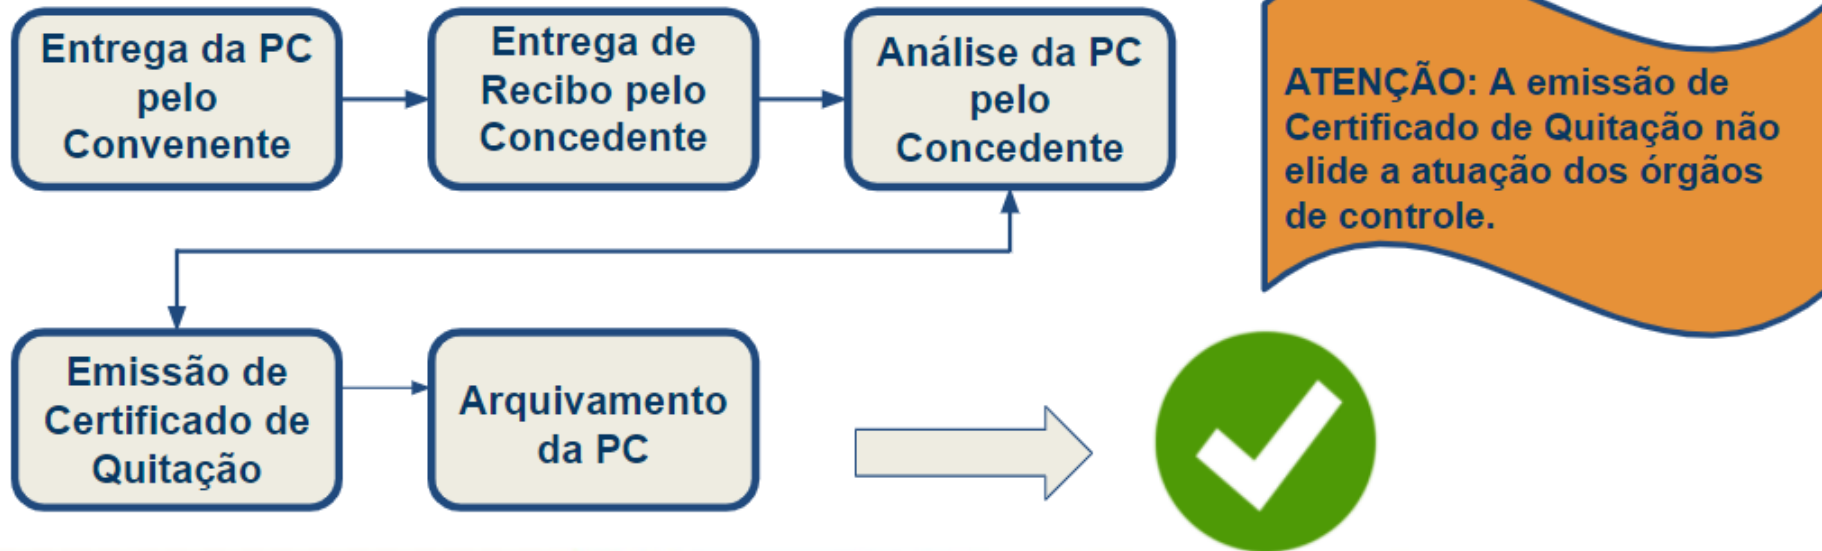 Entrega da PC
pelo
Convenente
Entrega de
Recibo pelo
Concedente
Análise da PC
pelo
Concedente
ATENÇÃO: A emissão de
Certificado de Quitação não
elide a atuação dos órgãos
de controle.
Emissão de
Certificado de
Quitação
Arquivamento
da PC